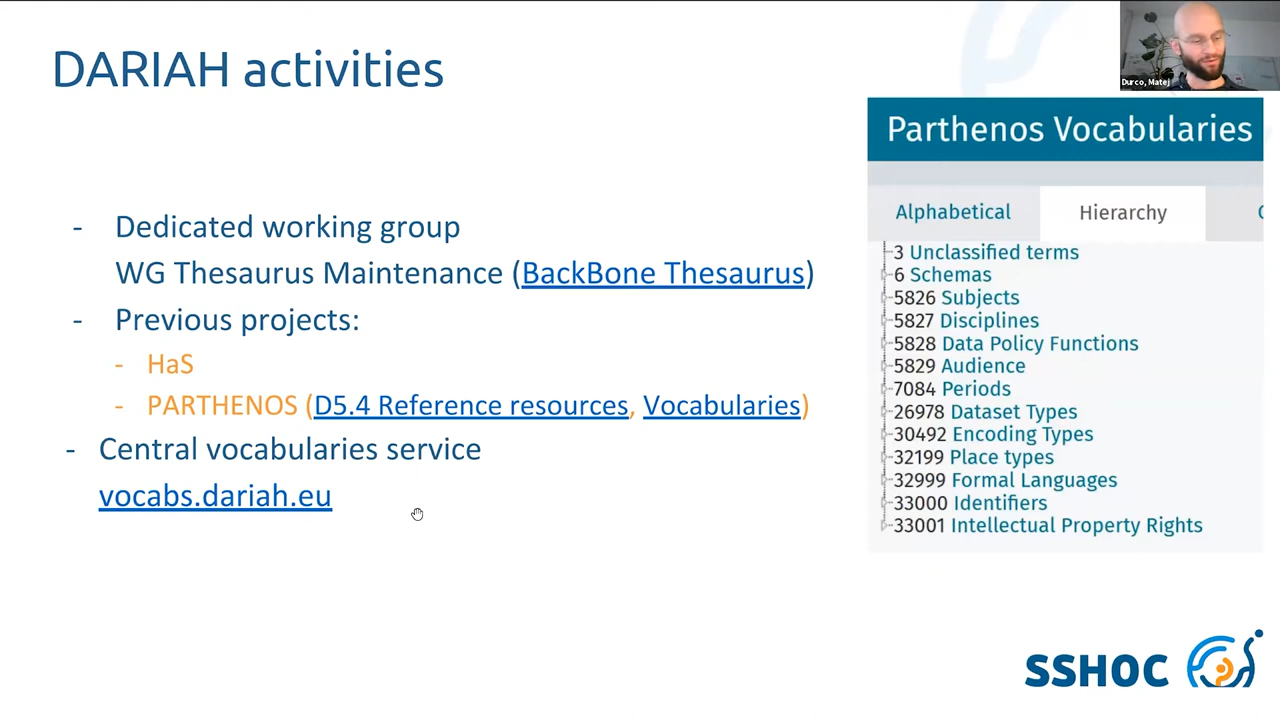 DARIAH activities
Durco, Matej
- Dedicated working group
WG Thesaurus Maintenance (BackBone Thesaurus)
- Previous projects:
- HaS
- PARTHENOS (D5.4 Reference resources, Vocabularies)
- Central vocabularies service
vocabs.dariah.eu
Parthenos Vocabularies
Alphabetical Hierarchy
3 Unclassified terms
6 Schemas
5826 Subjects
5827 Disciplines
5828 Data Policy Functions
5829 Audience
7084 Periods
26978 Dataset Types
30492 Encoding Types
32199 Place types
32999 Formal Languages
33000 Identifiers
33001 Intellectual Property Rights
SSHOC